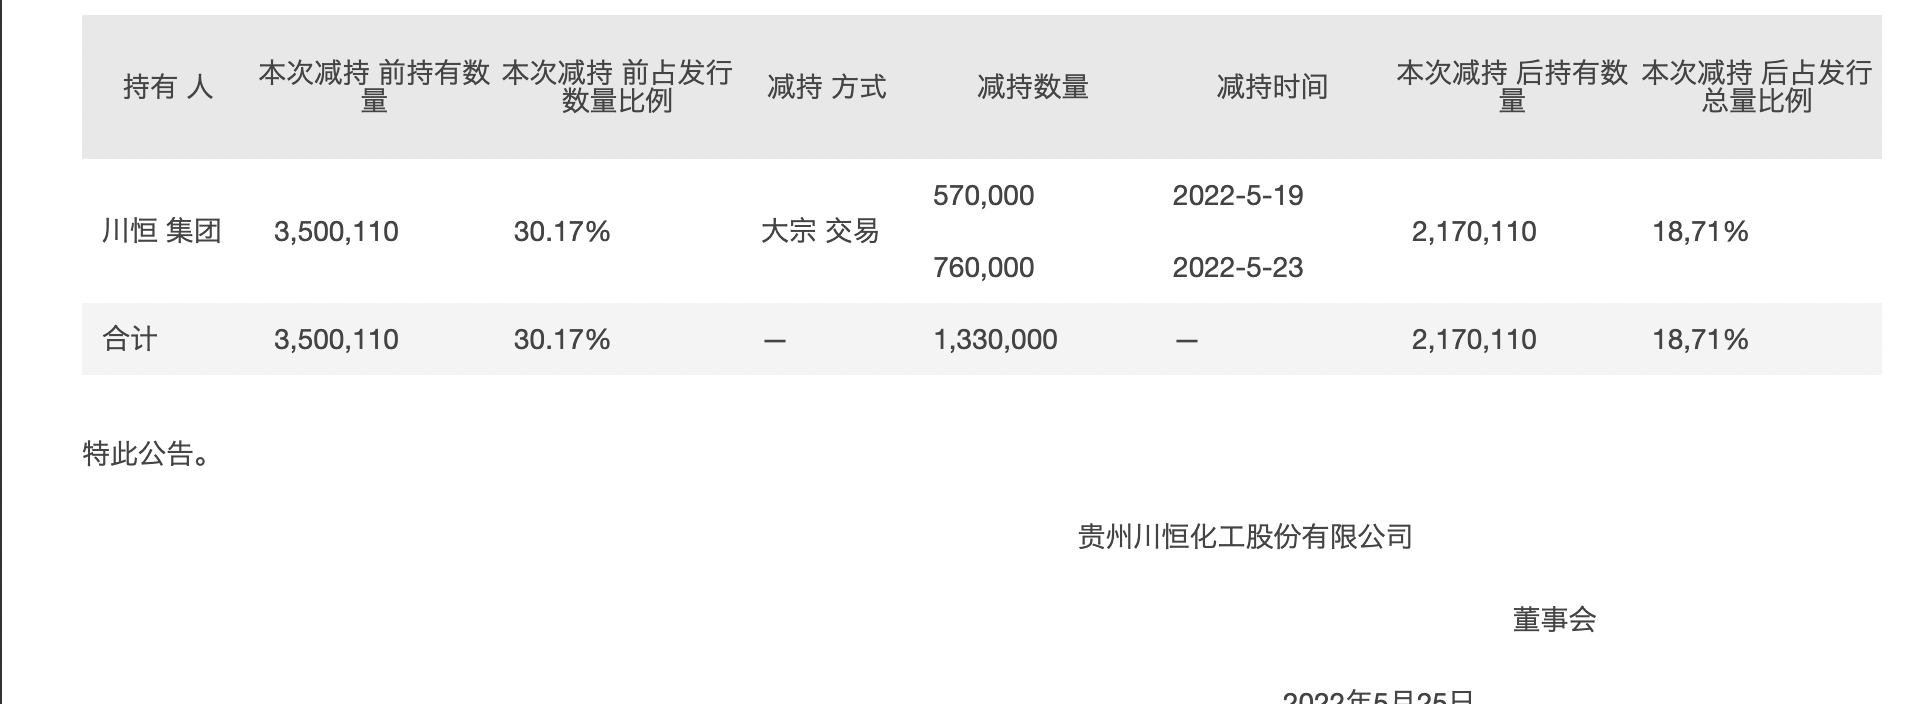 持有 人 本次减持 前持有数量 本次减持 前占发行数量比例 减持 方式 减持数量 减持时间 本次减持 后持有数量 本次减持 后占发行总量比例
570,000 2022-5-19
川恒 集团 3,500,110 30.17% 大宗 交易 2,170,110 18,71%
760,000 2022-5-23
合计 3,500,110 30.17% — 1,330,000 — 2,170,110 18,71%
特此公告。
贵州川恒化工股份有限公司
董事会
2022年5月25日